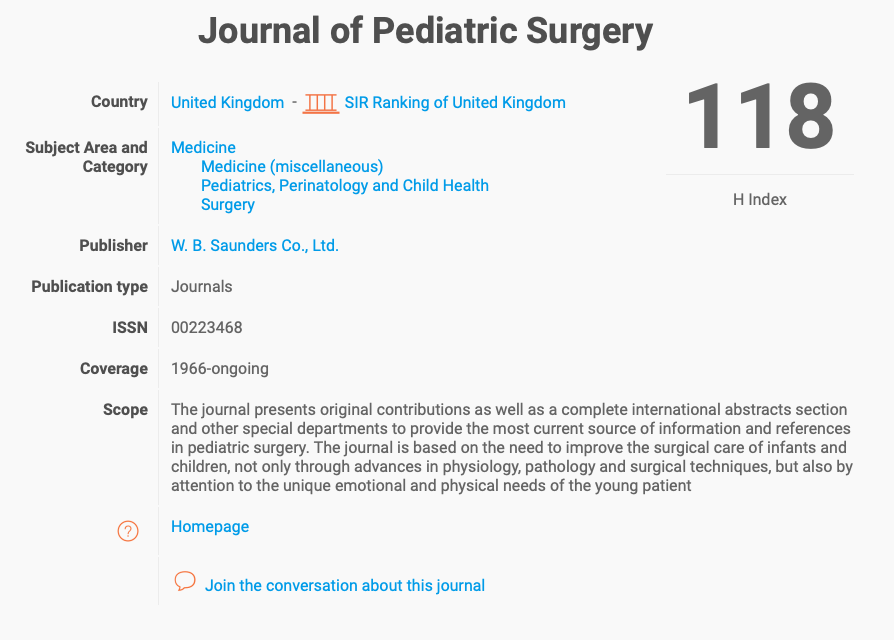 Journal of Pediatric Surgery
Country
United Kingdom - SIR Ranking of United Kingdom
118
H Index
Subject Area and
Category
Medicine
Medicine (miscellaneous)
Pediatrics, Perinatology and Child Health
Surgery
Publisher
W. B. Saunders Co., Ltd.
Publication type
Journals
ISSN
00223468
Coverage
1966-ongoing
Scope
The journal presents original contributions as well as a complete international abstracts section
and other special departments to provide the most current source of information and references
in pediatric surgery. The journal is based on the need to improve the surgical care of infants and
children, not only through advances in physiology, pathology and surgical techniques, but also by
attention to the unique emotional and physical needs of the young patient
?
Homepage
Join the conversation about this journal